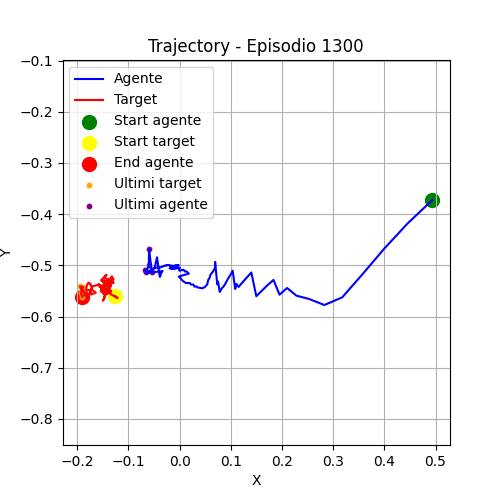 Trajectory - Episodio 1300
Agente
Target
Start agente
Start target
End agente
Ultimi target
Ultimi agente
−0.1
−0.2
−0.3
−0.4
−0.5
−0.6
−0.7
−0.8
Y
−0.2 −0.1 0.0 0.1 0.2 0.3 0.4 0.5
X